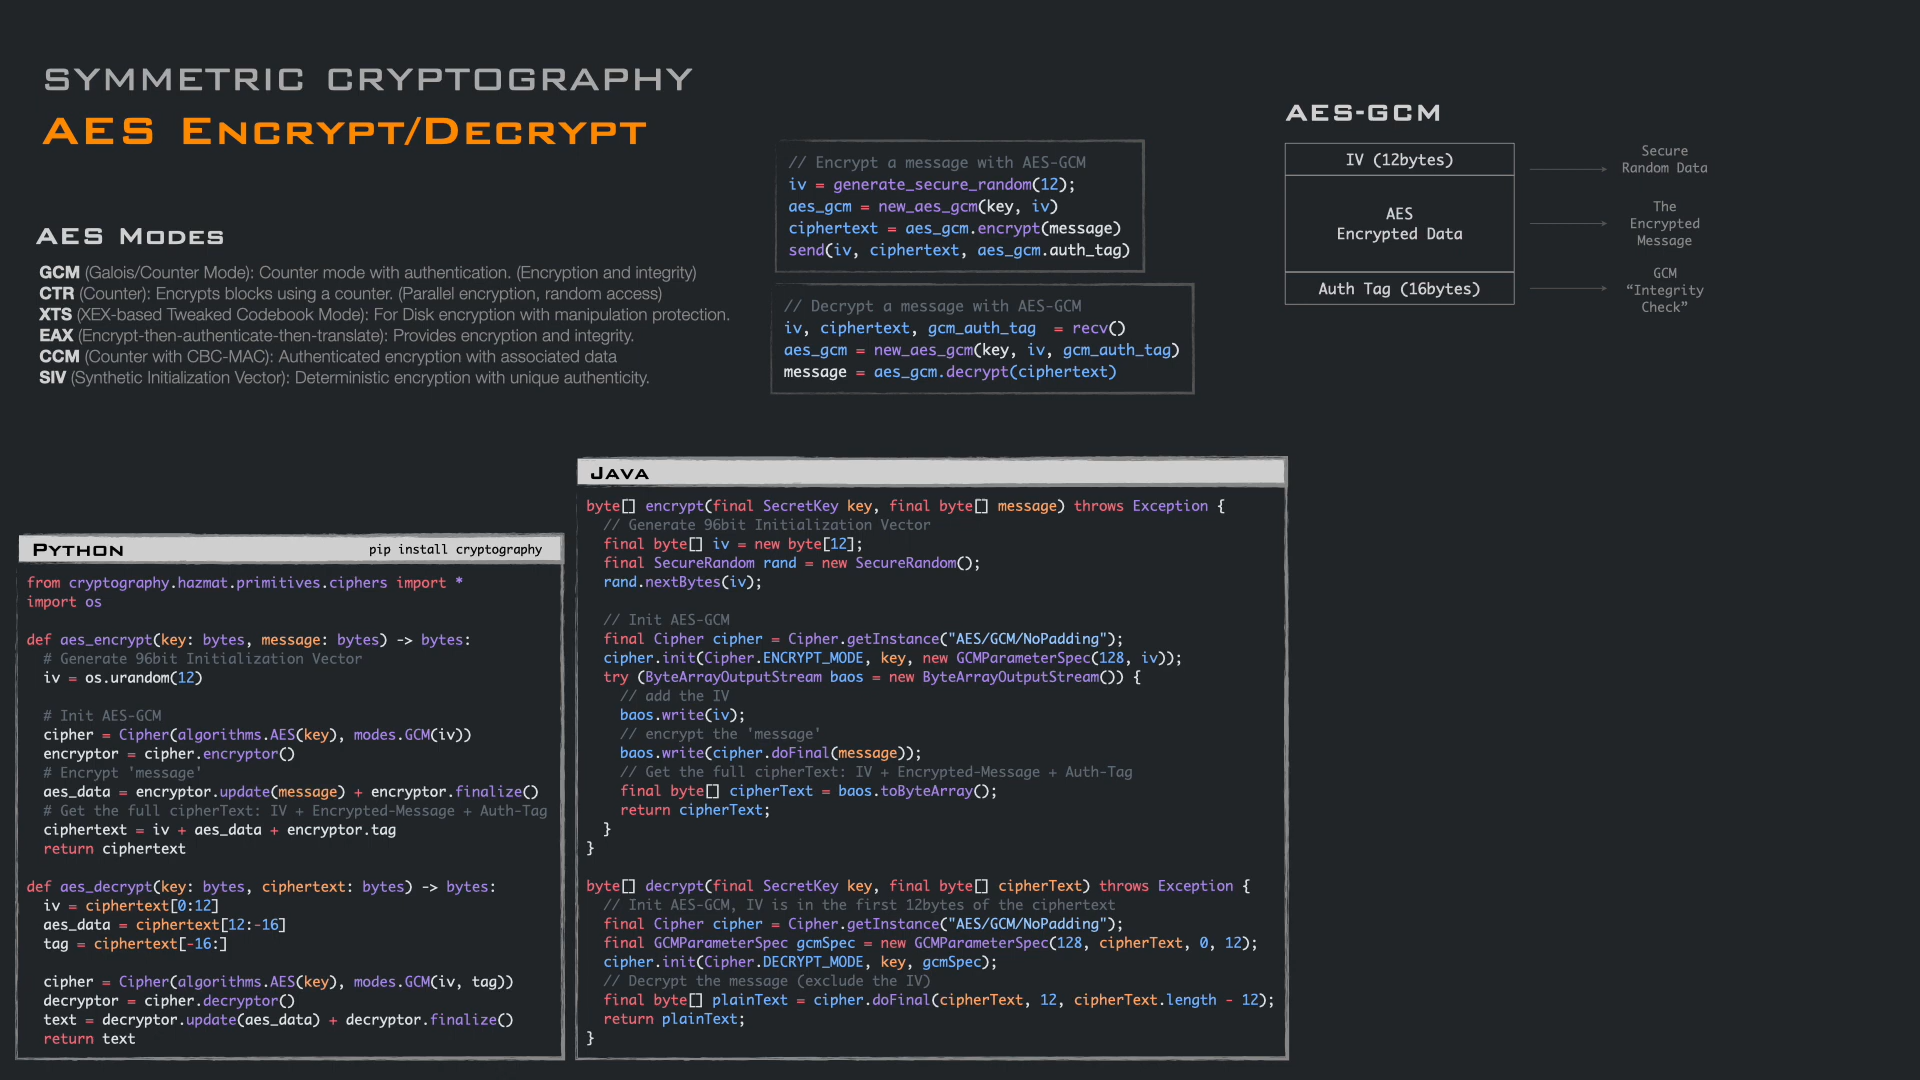 SYMMETRIC CRYPTOGRAPHY
AES Encrypt/Decrypt
AES Modes
GCM (Galois/Counter Mode): Counter mode with authentication. (Encryption and integrity)
CTR (Counter): Encrypts blocks using a counter. (Parallel encryption, random access)
XTS (XEX-based Tweaked Codebook Mode): For Disk encryption with manipulation protection.
EAX (Encrypt-then-authenticate-then-translate): Provides encryption and integrity.
CCM (Counter with CBC-MAC): Authenticated encryption with associated data
SIV (Synthetic Initialization Vector): Deterministic encryption with unique authenticity.
// Encrypt a message with AES-GCM
iv = generate_secure_random(12);
aes_gcm = new_aes_gcm(key, iv)
ciphertext = aes_gcm.encrypt(message)
send(iv, ciphertext, aes_gcm.auth_tag)
// Decrypt a message with AES-GCM
iv, ciphertext, gcm_auth_tag  = recv()
aes_gcm = new_aes_gcm(key, iv, gcm_auth_tag)
message = aes_gcm.decrypt(ciphertext)
AES-GCM
IV (12bytes)
AES
Encrypted Data
Auth Tag (16bytes)
Secure
Random Data
The
Encrypted
Message
GCM
“Integrity
Check”
Python
pip install cryptography
from cryptography.hazmat.primitives.ciphers import *
import os
def aes_encrypt(key: bytes, message: bytes) -> bytes:
  # Generate 96bit Initialization Vector
  iv = os.urandom(12)
  # Init AES-GCM
  cipher = Cipher(algorithms.AES(key), modes.GCM(iv))
  encryptor = cipher.encryptor()
  # Encrypt 'message'
  aes_data = encryptor.update(message) + encryptor.finalize()
  # Get the full cipherText: IV + Encrypted-Message + Auth-Tag
  ciphertext = iv + aes_data + encryptor.tag
  return ciphertext
def aes_decrypt(key: bytes, ciphertext: bytes) -> bytes:
  iv = ciphertext[0:12]
  aes_data = ciphertext[12:-16]
  tag = ciphertext[-16:]
  cipher = Cipher(algorithms.AES(key), modes.GCM(iv, tag))
  decryptor = cipher.decryptor()
  text = decryptor.update(aes_data) + decryptor.finalize()
  return text
Java
byte[] encrypt(final SecretKey key, final byte[] message) throws Exception {
  // Generate 96bit Initialization Vector
  final byte[] iv = new byte[12];
  final SecureRandom rand = new SecureRandom();
  rand.nextBytes(iv);
  // Init AES-GCM
  final Cipher cipher = Cipher.getInstance("AES/GCM/NoPadding");
  cipher.init(Cipher.ENCRYPT_MODE, key, new GCMParameterSpec(128, iv));
  try (ByteArrayOutputStream baos = new ByteArrayOutputStream()) {
    // add the IV
    baos.write(iv);
    // encrypt the 'message'
    baos.write(cipher.doFinal(message));
    // Get the full cipherText: IV + Encrypted-Message + Auth-Tag
    final byte[] cipherText = baos.toByteArray();
    return cipherText;
  }
}
byte[] decrypt(final SecretKey key, final byte[] cipherText) throws Exception {
  // Init AES-GCM, IV is in the first 12bytes of the ciphertext
  final Cipher cipher = Cipher.getInstance("AES/GCM/NoPadding");
  final GCMParameterSpec gcmSpec = new GCMParameterSpec(128, cipherText, 0, 12);
  cipher.init(Cipher.DECRYPT_MODE, key, gcmSpec);
  // Decrypt the message (exclude the IV)
  final byte[] plainText = cipher.doFinal(cipherText, 12, cipherText.length - 12);
  return plainText;
}